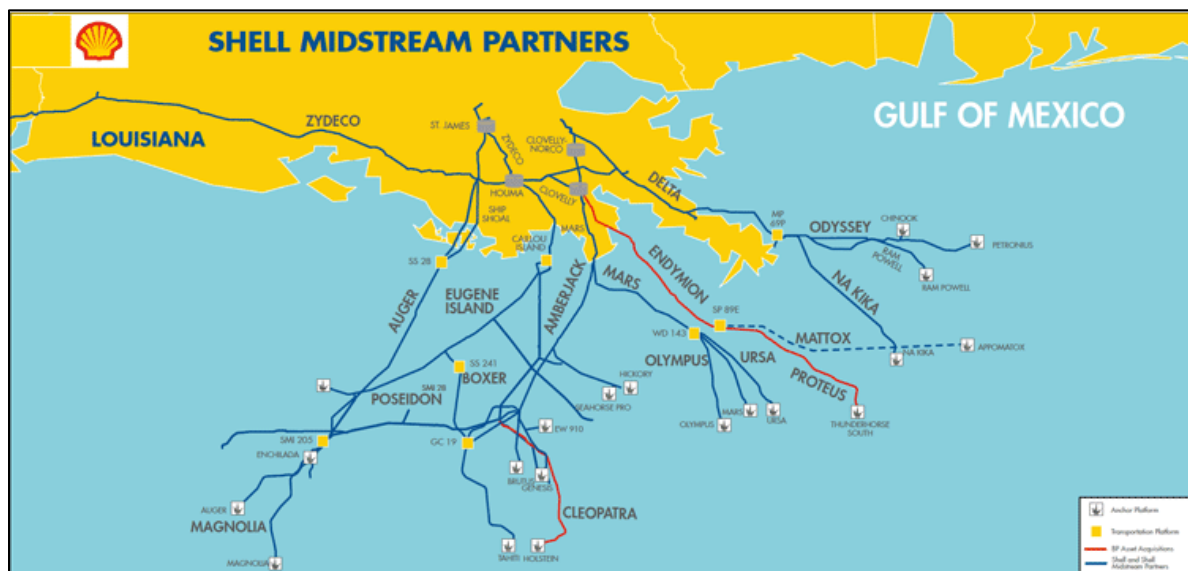 SHELL MIDSTREAM PARTNERS
GULF OF MEXICO
LOUISIANA
ZYDECO
ST. JAMES
ZYDECO
CLOVELLY-
NORCO
HOUMA
CLOVELLY
DELTA
SHIP
SHOAL
MARS
MP
69P
ODYSSEY
CHINOOK
PETRONIUS
RAM
POWELL
RAM POWELL
NA KIKA
SS 28
CAILLOU
ISLAND
AUGER
EUGENE
ISLAND
AMBERJACK
MARS
ENDYMION
SP 89E
WD 143
MATTOX
NA KIKA
APPOMATOX
OLYMPUS
URSA
PROTEUS
SS 241
BOXER
SMI 28
POSEIDON
HICKORY
SEAHORSE PRO
MARS
URSA
OLYMPUS
THUNDERHORSE
SOUTH
EW 910
SMI 205
GC 19
ENCHILADA
BRUTUS
GENESIS
AUGER
MAGNOLIA
CLEOPATRA
TAHITI
HOLSTEIN
MAGNOLIA
Anchor Platform
Transportation Platform
BP Asset Acquisitions
Shell and Shell
Midstream Partners